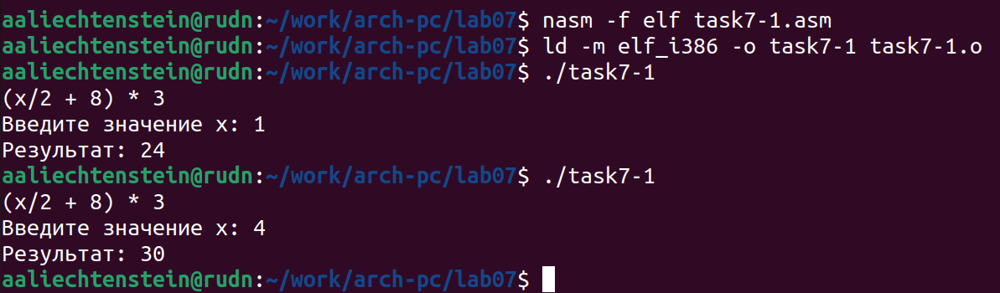 aaliechtenstein@rudn:~/work/arch-pc/lab07$ nasm -f elf task7-1.asm
aaliechtenstein@rudn:~/work/arch-pc/lab07$ ld -m elf_i386 -o task7-1 task7-1.o
aaliechtenstein@rudn:~/work/arch-pc/lab07$ ./task7-1
(x/2 + 8) * 3
Введите значение x: 1
Результат: 24
aaliechtenstein@rudn:~/work/arch-pc/lab07$ ./task7-1
(x/2 + 8) * 3
Введите значение x: 4
Результат: 30
aaliechtenstein@rudn:~/work/arch-pc/lab07$